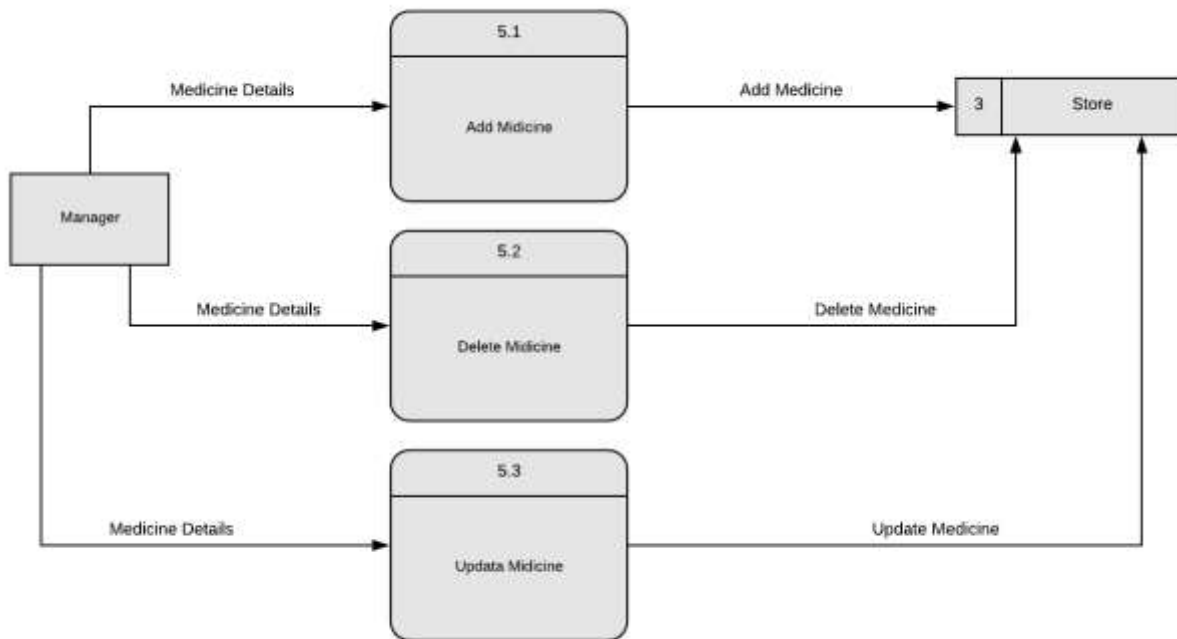 5.1
Medicine Details
Add Medicine
3
Store
Add Midicine
Manager
5.2
Medicine Details
Delete Medicine
Delete Midicine
5.3
Medicine Details
Update Medicine
Updata Midicine